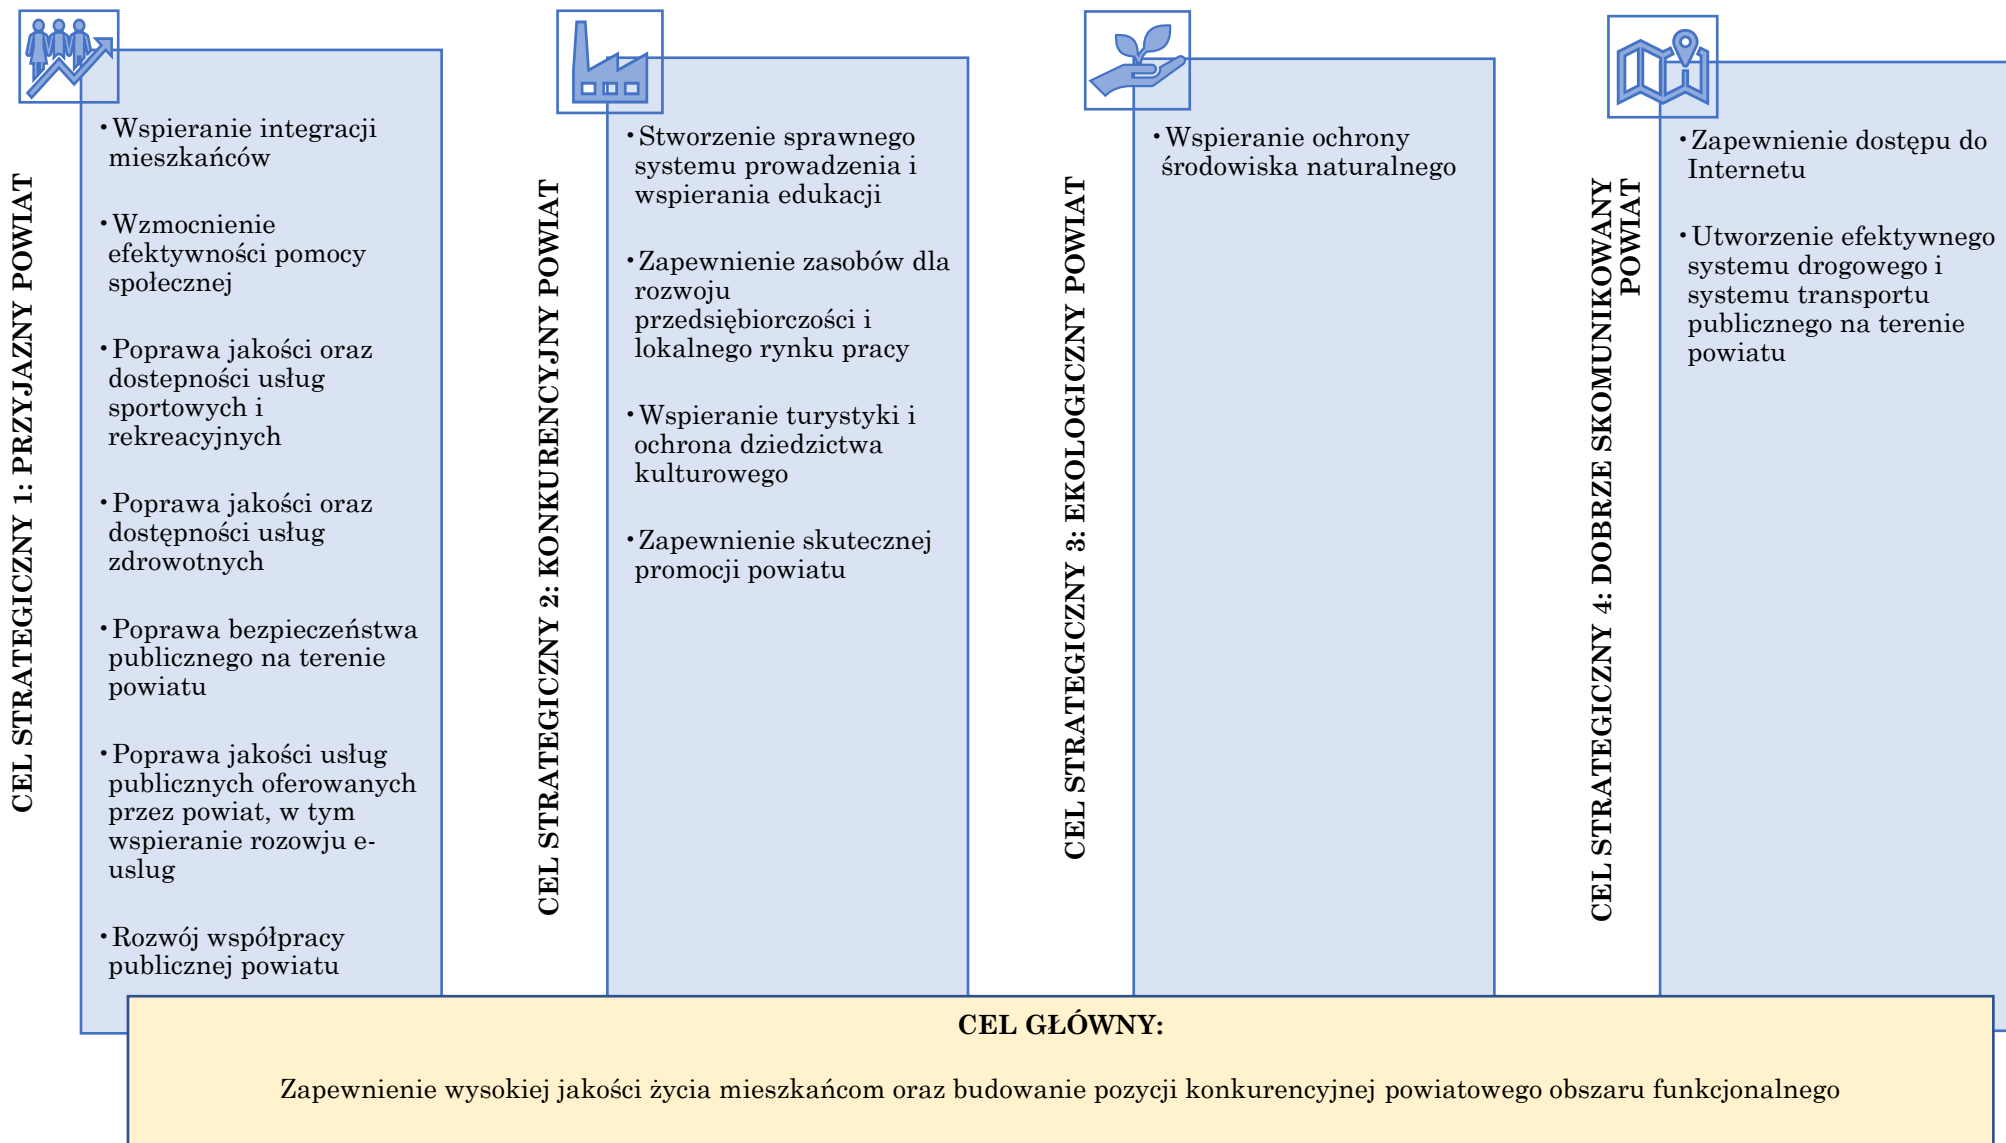 CEL STRATEGICZNY 1: PRZYJAZNY POWIAT
·Wspieranie integracji
mieszkańców
·Wzmocnienie
efektywności pomocy
społecznej
·Poprawa jakości oraz
dostepności usług
sportowych i
rekreacyjnych
·Poprawa jakości oraz
dostępności usług
zdrowotnych
·Poprawa bezpieczeństwa
publicznego na terenie
powiatu
·Poprawa jakości usług
publicznych oferowanych
przez powiat, w tym
wspieranie rozowju e-
uslug
·Rozwój współpracy
publicznej powiatu
CEL STRATEGICZNY 2: KONKURENCYJNY POWIAT
·Stworzenie sprawnego
systemu prowadzenia i
wspierania edukacji
·Zapewnienie zasobów dla
rozwoju
przedsiębiorczości i
lokalnego rynku pracy
·Wspieranie turystyki i
ochrona dziedzictwa
kulturowego
·Zapewnienie skutecznej
promocji powiatu
CEL STRATEGICZNY 3: EKOLOGICZNY POWIAT
·Wspieranie ochrony
środowiska naturalnego
CEL STRATEGICZNY 4: DOBRZE SKOMUNIKOWANY
POWIAT
·Zapewnienie dostępu do
Internetu
·Utworzenie efektywnego
systemu drogowego i
systemu transportu
publicznego na terenie
powiatu
CEL GŁÓWNY:
Zapewnienie wysokiej jakości życia mieszkańcom oraz budowanie pozycji konkurencyjnej powiatowego obszaru funkcjonalnego